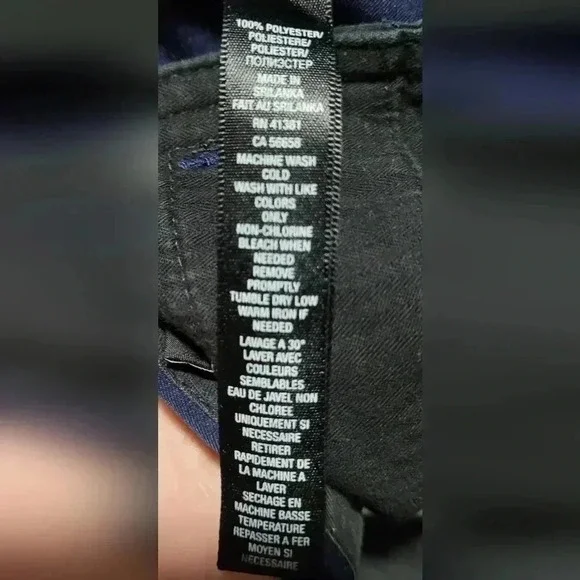 100% POLYESTER/
POLIESTERE/
POLIESTER/
ПОЛИЭСТЕР
MADE IN
SRILANKA
FAIT AU SRILANKA
RN 41381
CA 56658
MACHINE WASH
COLD
WASH WITH LIKE
COLORS
ONLY
NON-CHLORINE
BLEACH WHEN
NEEDED
REMOVE
PROMPTLY
TUMBLE DRY LOW
WARM IRON IF
NEEDED
LAVAGE A 30°
LAVER AVEC
COULEURS
SEMBLABLES
EAU DE JAVEL NON
CHLOREE
UNIQUEMENT SI
NECESSAIRE
RETIRER
RAPIDEMENT DE
LA MACHINE A
LAVER
SECHAGE EN
MACHINE BASSE
TEMPERATURE
REPASSER A FER
MOYEN SI
NECESSAIRE